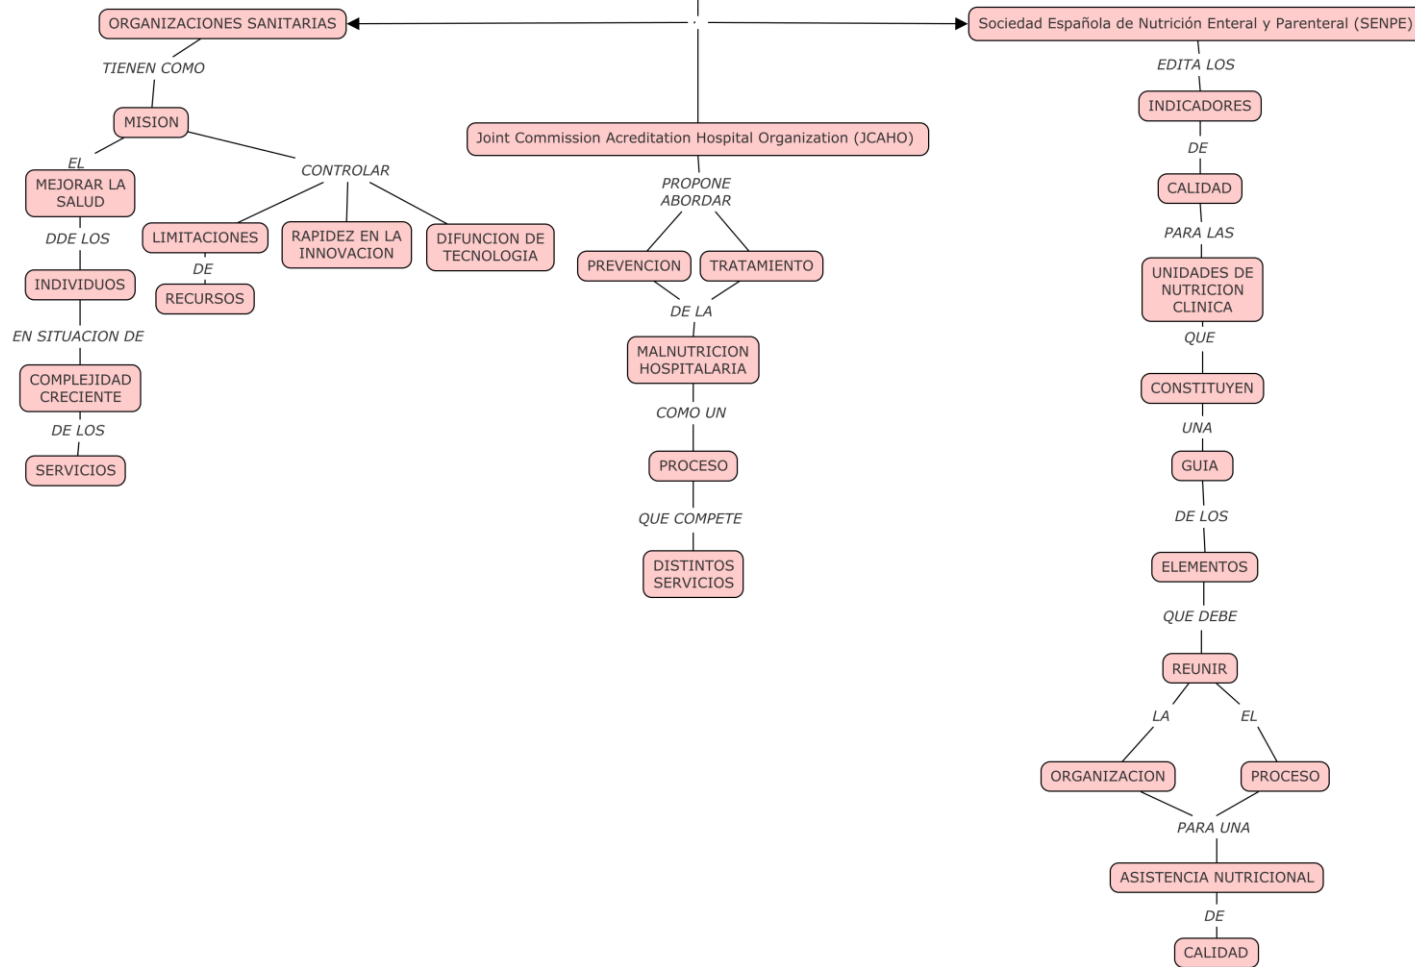 ORGANIZACIONES SANITARIAS
TIENEN COMO
MISION
EL
MEJORAR LA
SALUD
DDE LOS
INDIVIDUOS
EN SITUACION DE
COMPLEJIDAD
CRECIENTE
DE LOS
SERVICIOS
CONTROLAR
LIMITACIONES
DE
RECURSOS
RAPIDEZ EN LA
INNOVACION
DIFUNCION DE
TECNOLOGIA
Joint Commission Acreditation Hospital Organization (JCAHO)
PROPONE
ABORDAR
PREVENCION
TRATAMIENTO
DE LA
MALNUTRICION
HOSPITALARIA
COMO UN
PROCESO
QUE COMPETE
DISTINTOS
SERVICIOS
Sociedad Española de Nutrición Enteral y Parenteral (SENPE)
EDITA LOS
INDICADORES
DE
CALIDAD
PARA LAS
UNIDADES DE
NUTRICION
CLINICA
QUE
CONSTITUYEN
UNA
GUIA
DE LOS
ELEMENTOS
QUE DEBE
REUNIR
LA
ORGANIZACION
EL
PROCESO
PARA UNA
ASISTENCIA NUTRICIONAL
DE
CALIDAD